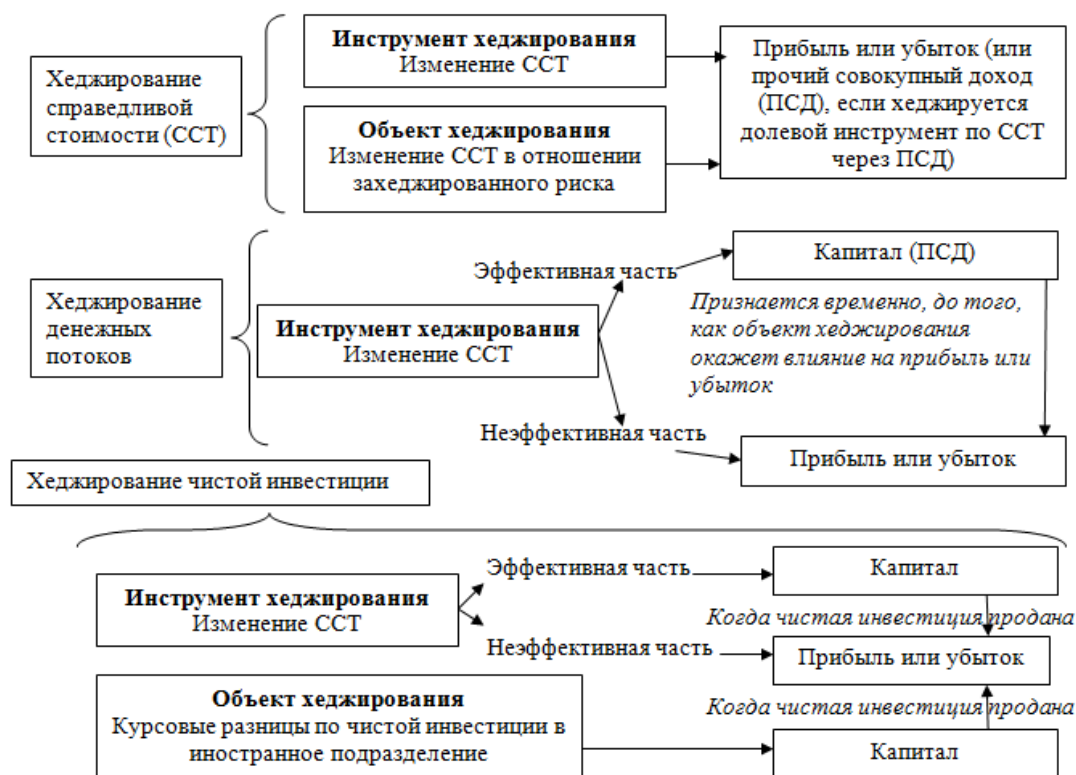 Хеджирование
справедливой
стоимости (ССТ)
Инструмент хеджирования
Изменение ССТ
Объект хеджирования
Изменение ССТ в отношении
захеджированного риска
Прибыль или убыток (или
прочий совокупный доход
(ПСД), если хеджируется
долевой инструмент по ССТ
через ПСД)
Хеджирование
денежных
потоков
Инструмент хеджирования
Изменение ССТ
Эффективная часть
Капитал (ПСД)
Признается временно, до того,
как объект хеджирования
окажет влияние на прибыль или
убыток
Неэффективная часть
Прибыль или убыток
Хеджирование чистой инвестиции
Инструмент хеджирования
Изменение ССТ
Эффективная часть
Капитал
Когда чистая инвестиция продана
Неэффективная часть
Прибыль или убыток
Объект хеджирования
Курсовые разницы по чистой инвестиции в
иностранное подразделение
Когда чистая инвестиция продана
Капитал